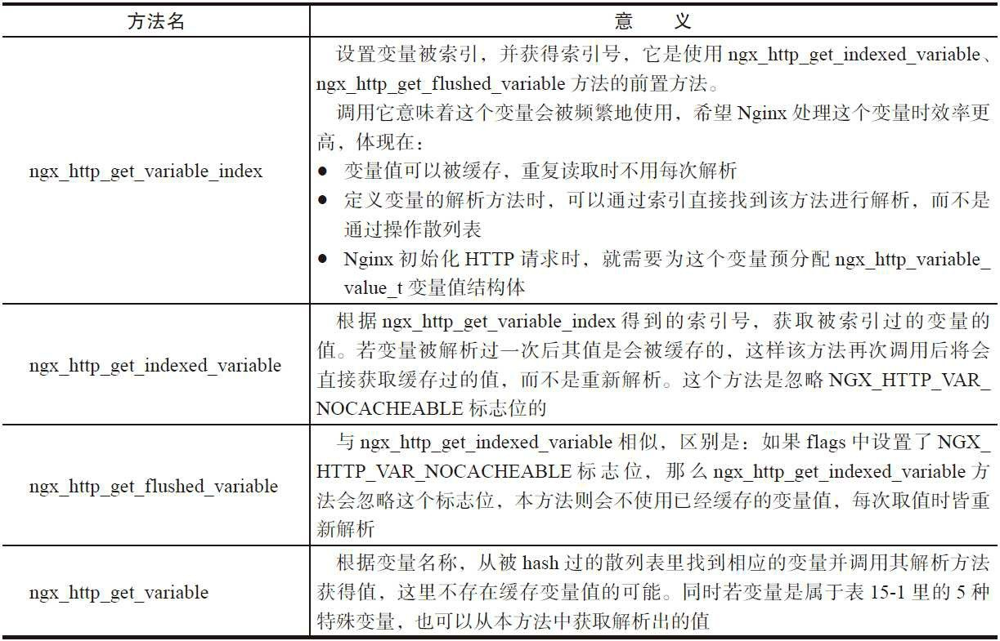 方法名
意 义
ngx_http_get_variable_index
设置变量被索引，并获得索引号，它是使用 ngx_http_get_indexed_variable、
ngx_http_get_flushed_variable 方法的前置方法。
调用它意味着这个变量会被频繁地使用，希望 Nginx 处理这个变量时效率更
高，体现在：
● 变量值可以被缓存，重复读取时不用每次解析
● 定义变量的解析方法时，可以通过索引直接找到该方法进行解析，而不是
通过操作散列表
● Nginx 初始化 HTTP 请求时，就需要为这个变量预分配 ngx_http_variable_
value_t 变量值结构体
ngx_http_get_indexed_variable
根据 ngx_http_get_variable_index 得到的索引号，获取被索引过的变量的
值。若变量被解析过一次后其值是会被缓存的，这样该方法再次调用后将会
直接获取缓存过的值，而不是重新解析。这个方法是忽略 NGX_HTTP_VAR_
NOCACHEABLE 标志位的
ngx_http_get_flushed_variable
与 ngx_http_get_indexed_variable 相似，区别是：如果 flags 中设置了 NGX_
HTTP_VAR_NOCACHEABLE 标志位，那么 ngx_http_get_indexed_variable 方
法会忽略这个标志位，本方法则会不使用已经缓存的变量值，每次取值时皆重
新解析
ngx_http_get_variable
根据变量名称，从被 hash 过的散列表里找到相应的变量并调用其解析方法
获得值，这里不存在缓存变量值的可能。同时若变量是属于表 15-1 里的 5 种
特殊变量，也可以从本方法中获取解析出的值